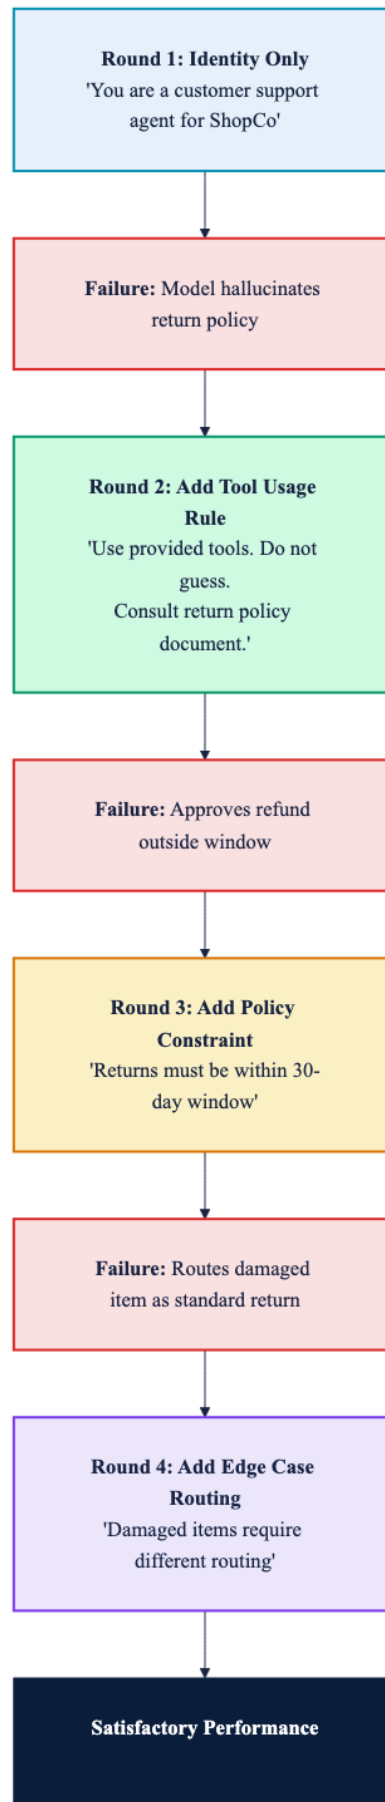 Round 1: Identity Only
'You are a customer support
agent for ShopCo'
Failure: Model hallucinates
return policy
Round 2: Add Tool Usage
Rule
'Use provided tools. Do not
guess.
Consult return policy
document.'
Failure: Approves refund
outside window
Round 3: Add Policy
Constraint
'Returns must be within 30-
day window'
Failure: Routes damaged
item as standard return
Round 4: Add Edge Case
Routing
'Damaged items require
different routing'
Satisfactory Performance